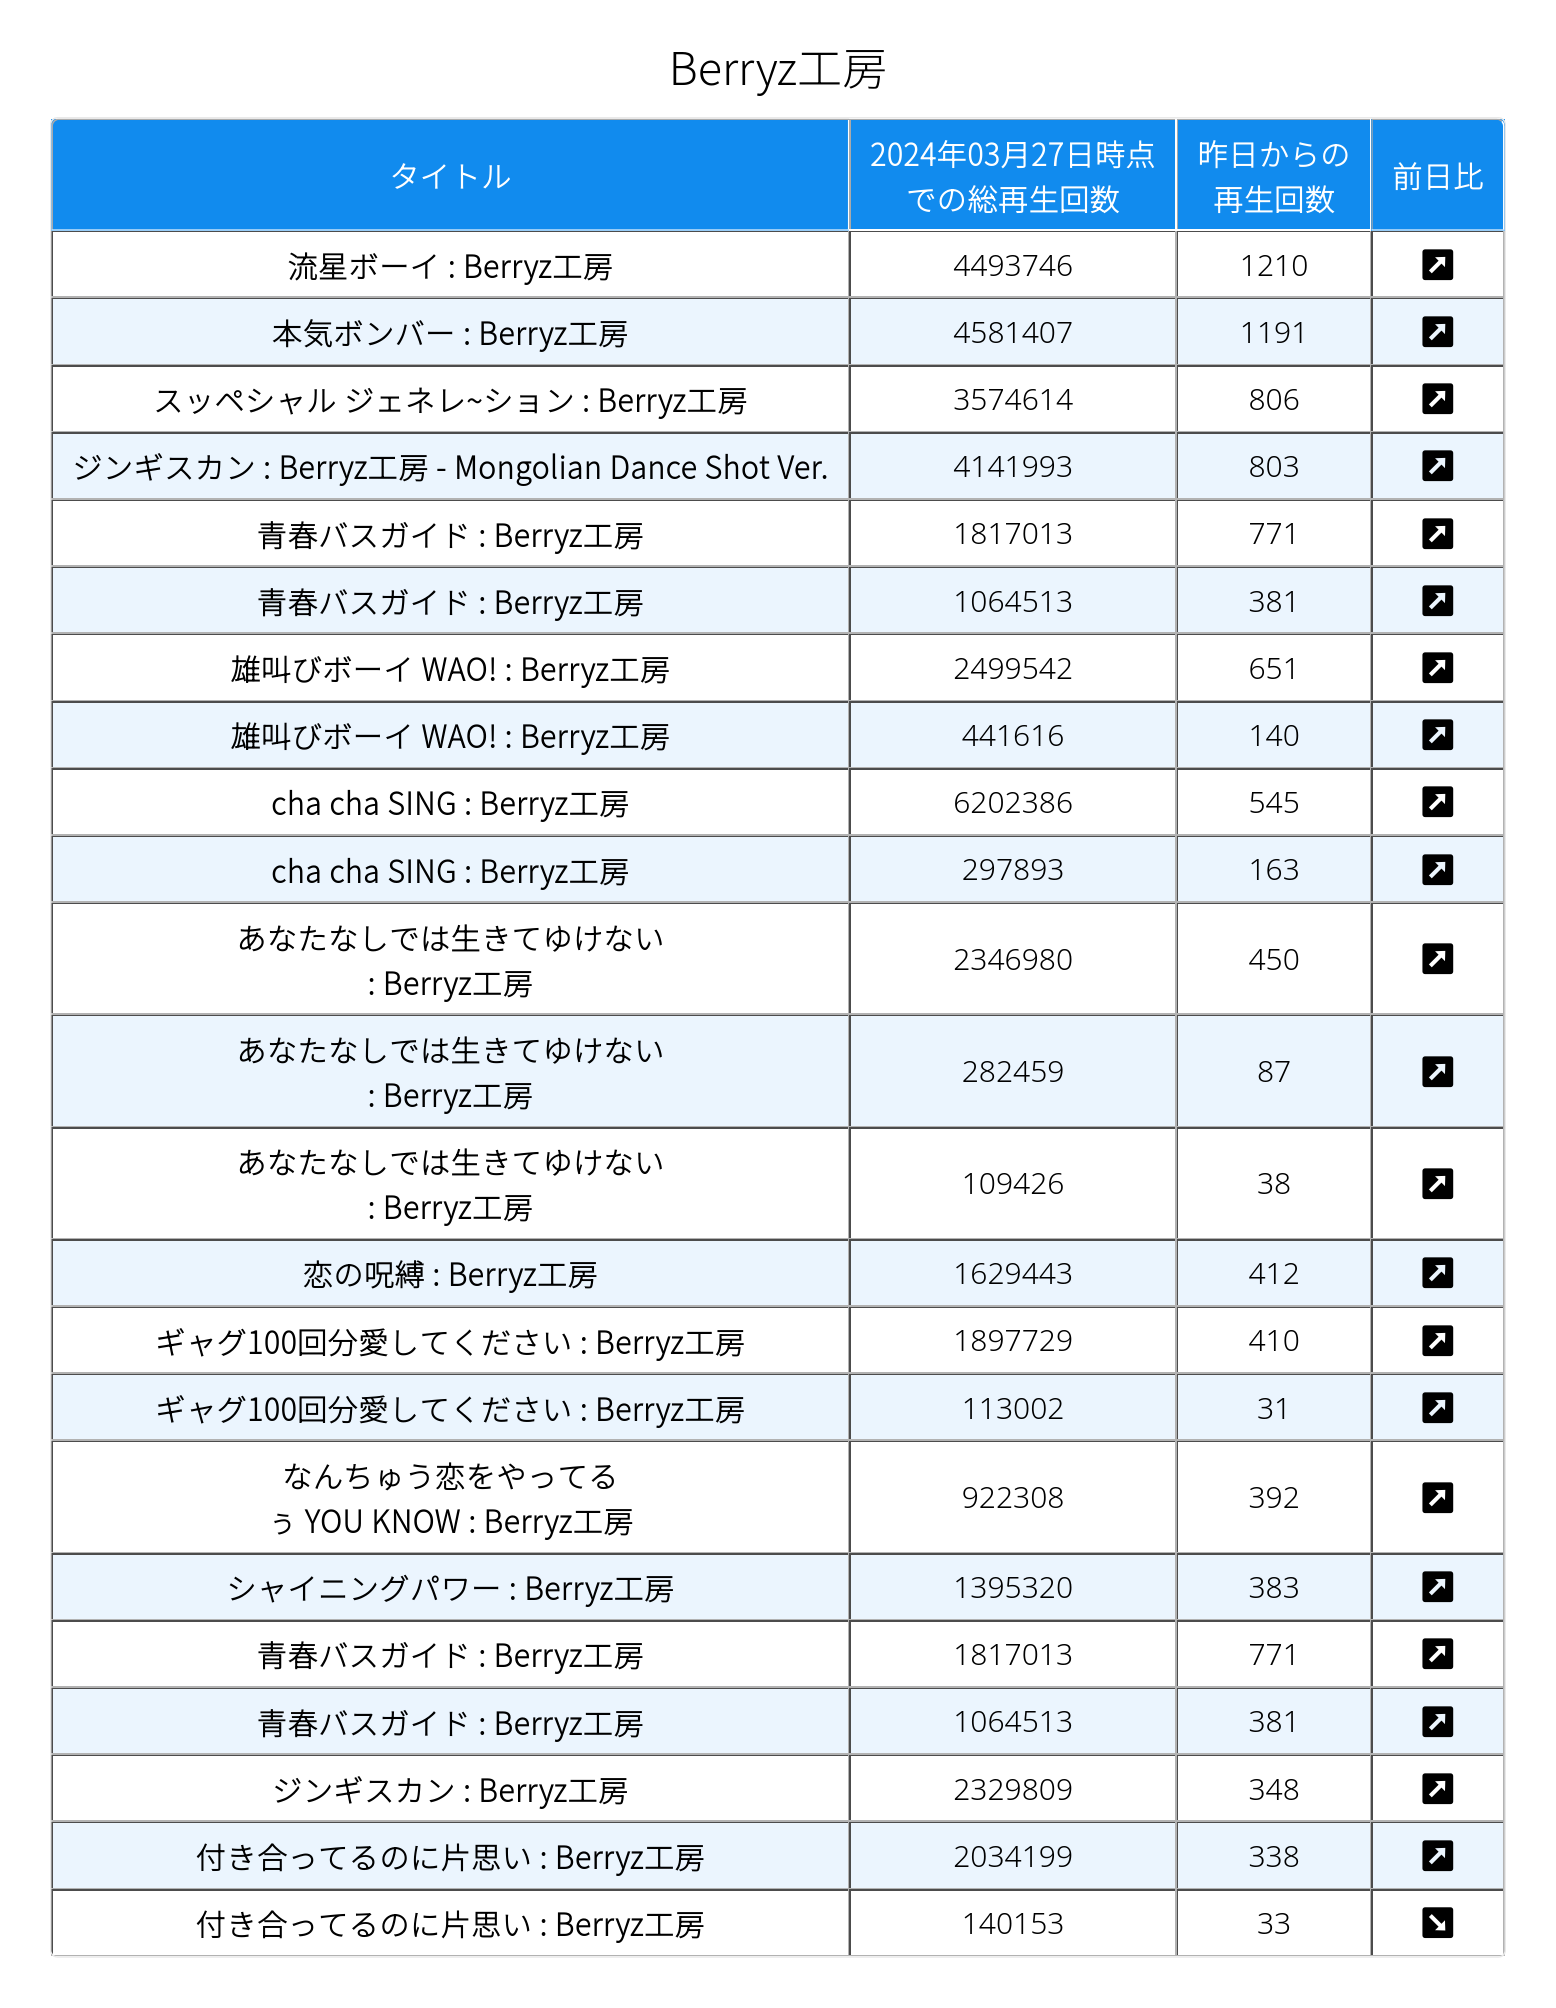 Berryz工房
タイトル 2024年03月27日時点での総再生回数 昨日からの再生回数 前日比
流星ボーイ : Berryz工房 4493746 1210
本気ボンバー : Berryz工房 4581407 1191
スッペシャル ジェネレ~ション : Berryz工房 3574614 806
ジンギスカン : Berryz工房 - Mongolian Dance Shot Ver. 4141993 803
青春バスガイド : Berryz工房 1817013 771
青春バスガイド : Berryz工房 1064513 381
雄叫びボーイ WAO! : Berryz工房 2499542 651
雄叫びボーイ WAO! : Berryz工房 441616 140
cha cha SING : Berryz工房 6202386 545
cha cha SING : Berryz工房 297893 163
あなたなしでは生きてゆけない
: Berryz工房 2346980 450
あなたなしでは生きてゆけない
: Berryz工房 282459 87
あなたなしでは生きてゆけない
: Berryz工房 109426 38
恋の呪縛 : Berryz工房 1629443 412
ギャグ100回分愛してください : Berryz工房 1897729 410
ギャグ100回分愛してください : Berryz工房 113002 31
なんちゅう恋をやってる
ぅ YOU KNOW : Berryz工房 922308 392
シャイニングパワー : Berryz工房 1395320 383
青春バスガイド : Berryz工房 1817013 771
青春バスガイド : Berryz工房 1064513 381
ジンギスカン : Berryz工房 2329809 348
付き合ってるのに片思い : Berryz工房 2034199 338
付き合ってるのに片思い : Berryz工房 140153 33